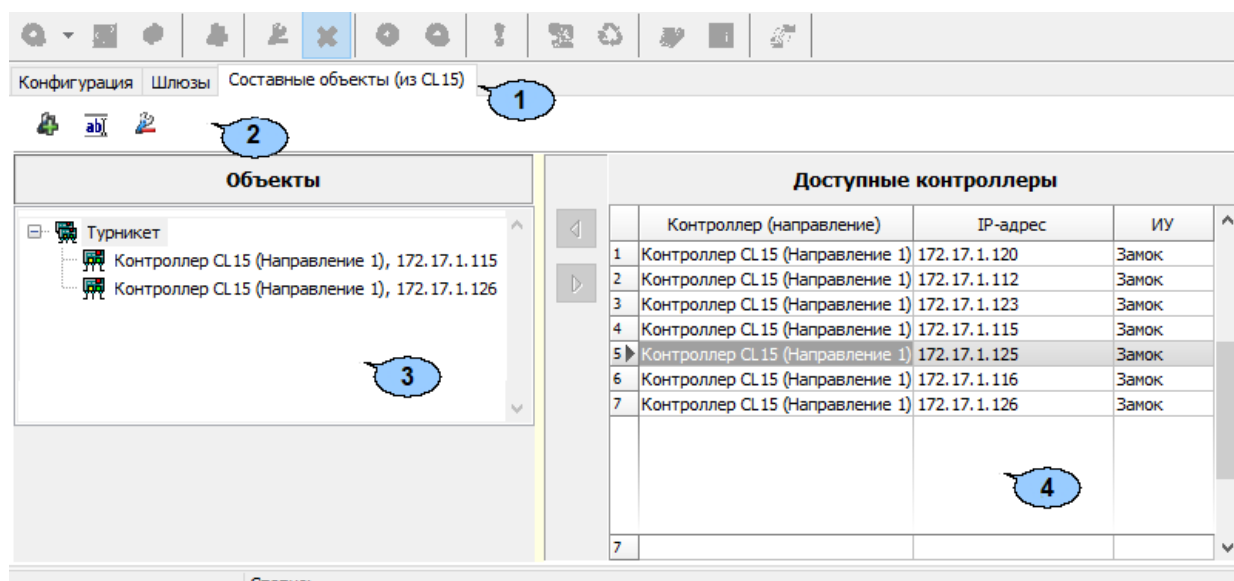 Конфигурация Шлюзы Составные объекты (из CL15)
1
2
Объекты
Доступные контроллеры
Турникет
Контроллер CL15 (Направление 1), 172.17.1.115
Контроллер CL15 (Направление 1), 172.17.1.126
3
Контроллер (направление) IP-адрес ИУ
1 Контроллер CL15 (Направление 1) 172.17.1.120 Замок
2 Контроллер CL15 (Направление 1) 172.17.1.112 Замок
3 Контроллер CL15 (Направление 1) 172.17.1.123 Замок
4 Контроллер CL15 (Направление 1) 172.17.1.115 Замок
5 Контроллер CL15 (Направление 1) 172.17.1.125 Замок
6 Контроллер CL15 (Направление 1) 172.17.1.116 Замок
7 Контроллер CL15 (Направление 1) 172.17.1.126 Замок
4
7